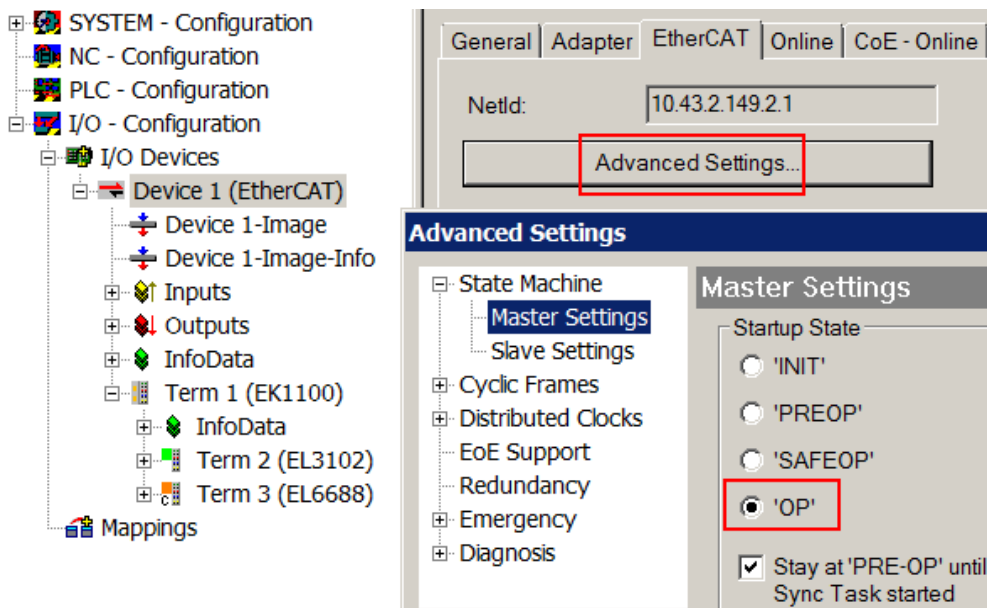 SYSTEM - Configuration
NC - Configuration
PLC - Configuration
I/O - Configuration
I/O Devices
Device 1 (EtherCAT)
Device 1-Image
Device 1-Image-Info
Inputs
Outputs
InfoData
Term 1 (EK1100)
InfoData
Term 2 (EL3102)
Term 3 (EL6688)
Mappings
General
Adapter
EtherCAT
Online
CoE - Online
NetId:
10.43.2.149.2.1
Advanced Settings...
Advanced Settings
State Machine
Master Settings
Slave Settings
Cyclic Frames
Distributed Clocks
EoE Support
Redundancy
Emergency
Diagnosis
Master Settings
Startup State
'INIT'
'PREOP'
'SAFEOP'
'OP'
Stay at 'PRE-OP' until
Sync Task started